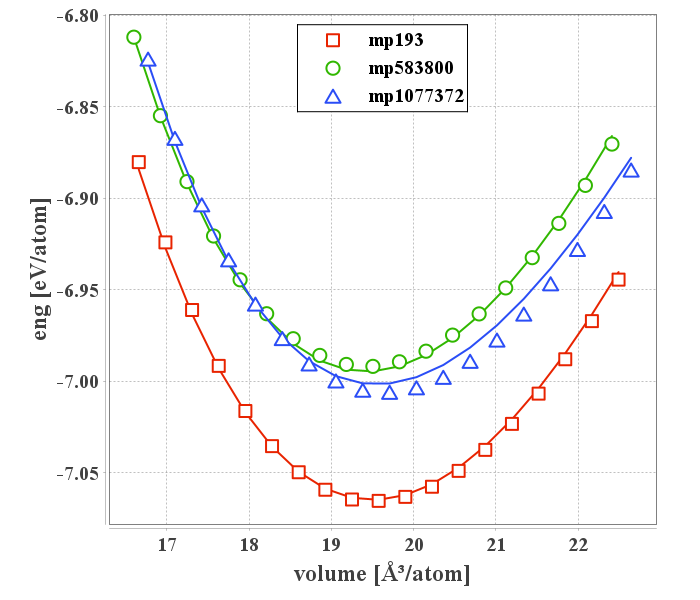 mp193
mp583800
mp1077372
-6.80
-6.85
-6.90
-6.95
-7.00
-7.05
eng [eV/atom]
17 18 19 20 21 22
volume [Å³/atom]